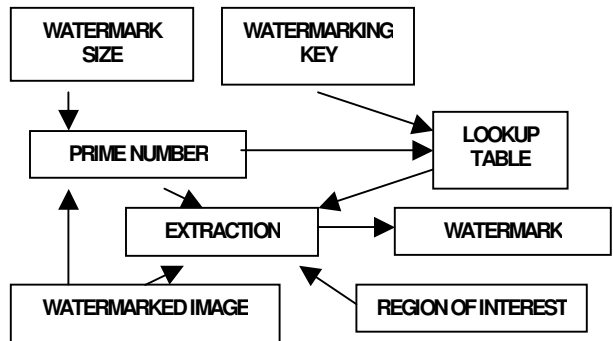 WATERMARK
SIZE
WATERMARKING
KEY
LOOKUP
TABLE
PRIME NUMBER
EXTRACTION
WATERMARK
WATERMARKED IMAGE
REGION OF INTEREST